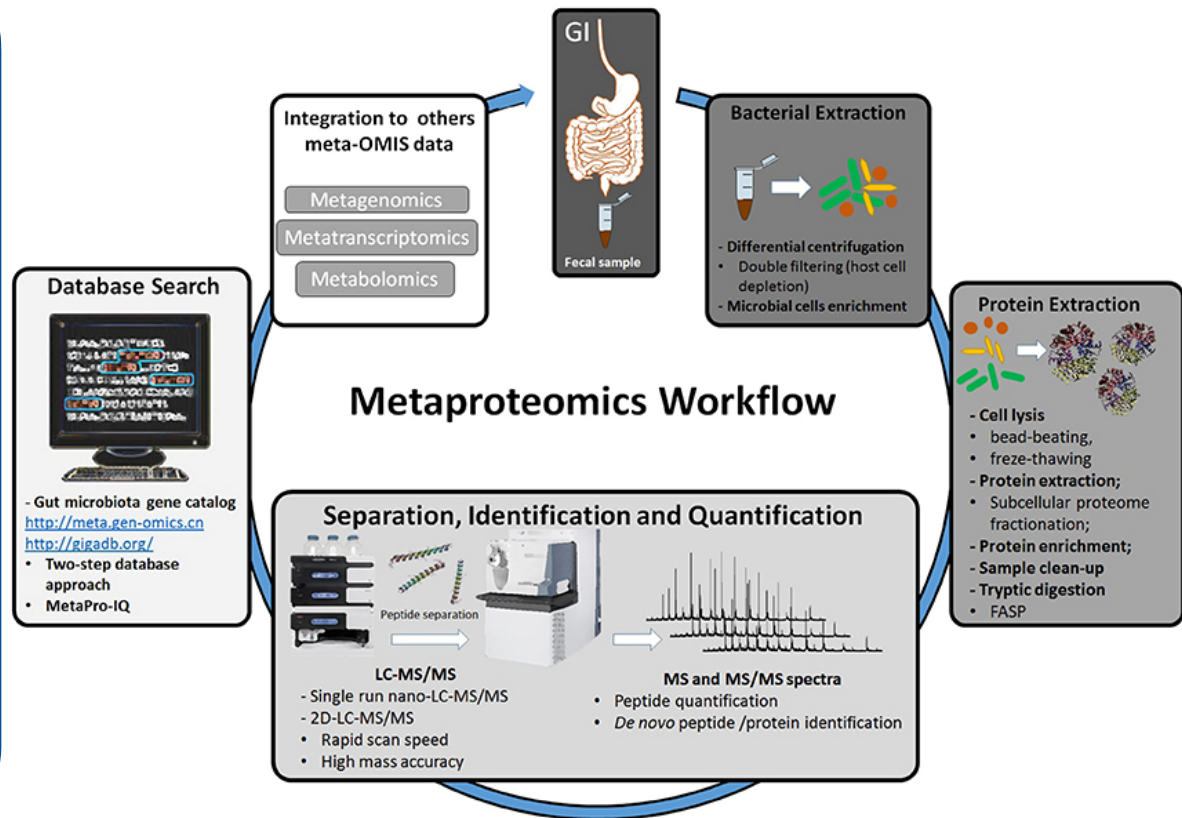 GI
Fecal sample
Bacterial Extraction
- Differential centrifugation
• Double filtering (host cell
depletion)
- Microbial cells enrichment
Protein Extraction
- Cell lysis
• bead-beating,
• freze-thawing
- Protein extraction;
• Subcellular proteome
fractionation;
- Protein enrichment;
- Sample clean-up
- Tryptic digestion
• FASP
Metaproteomics Workflow
Separation, Identification and Quantification
Peptide separation
LC-MS/MS
- Single run nano-LC-MS/MS
- 2D-LC-MS/MS
• Rapid scan speed
• High mass accuracy
MS and MS/MS spectra
• Peptide quantification
• De novo peptide /protein identification
Database Search
- Gut microbiota gene catalog
http://meta.gen-omics.cn
http://gigadb.org/
• Two-step database
approach
• MetaPro-IQ
Integration to others
meta-OMIS data
Metagenomics
Metatranscriptomics
Metabolomics